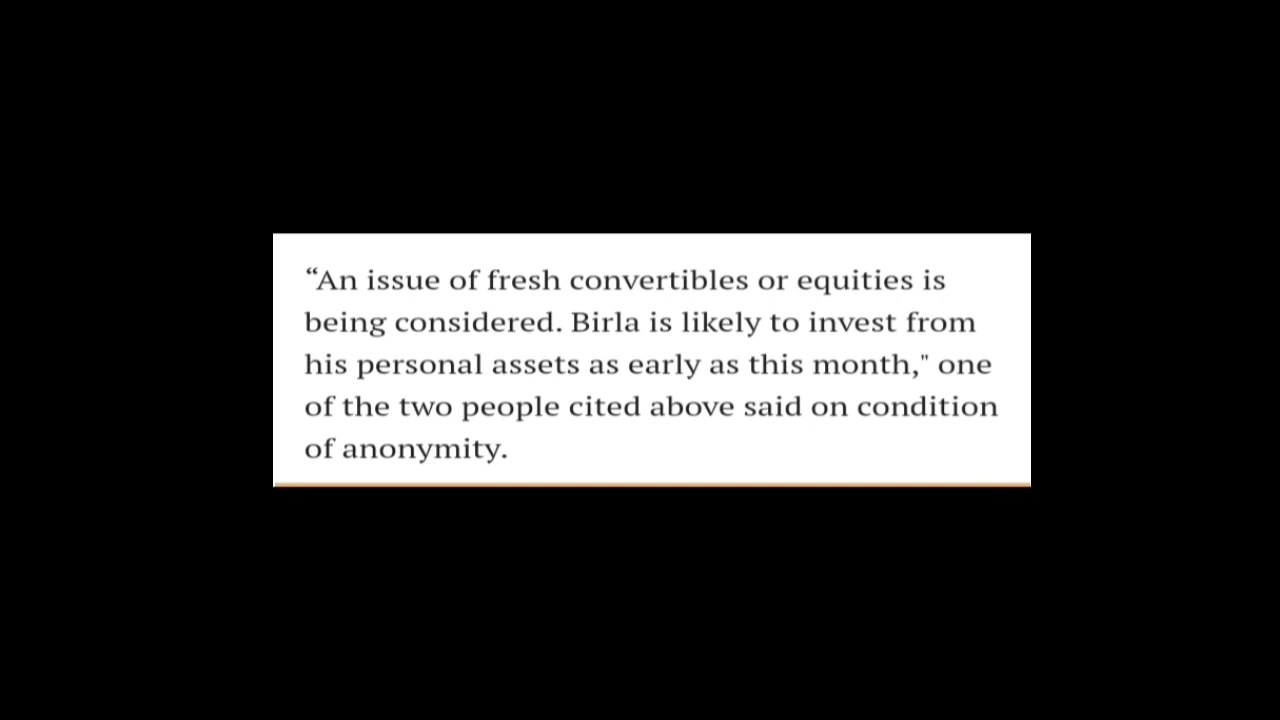 “An issue of fresh convertibles or equities is
being considered. Birla is likely to invest from
his personal assets as early as this month," one
of the two people cited above said on condition
of anonymity.